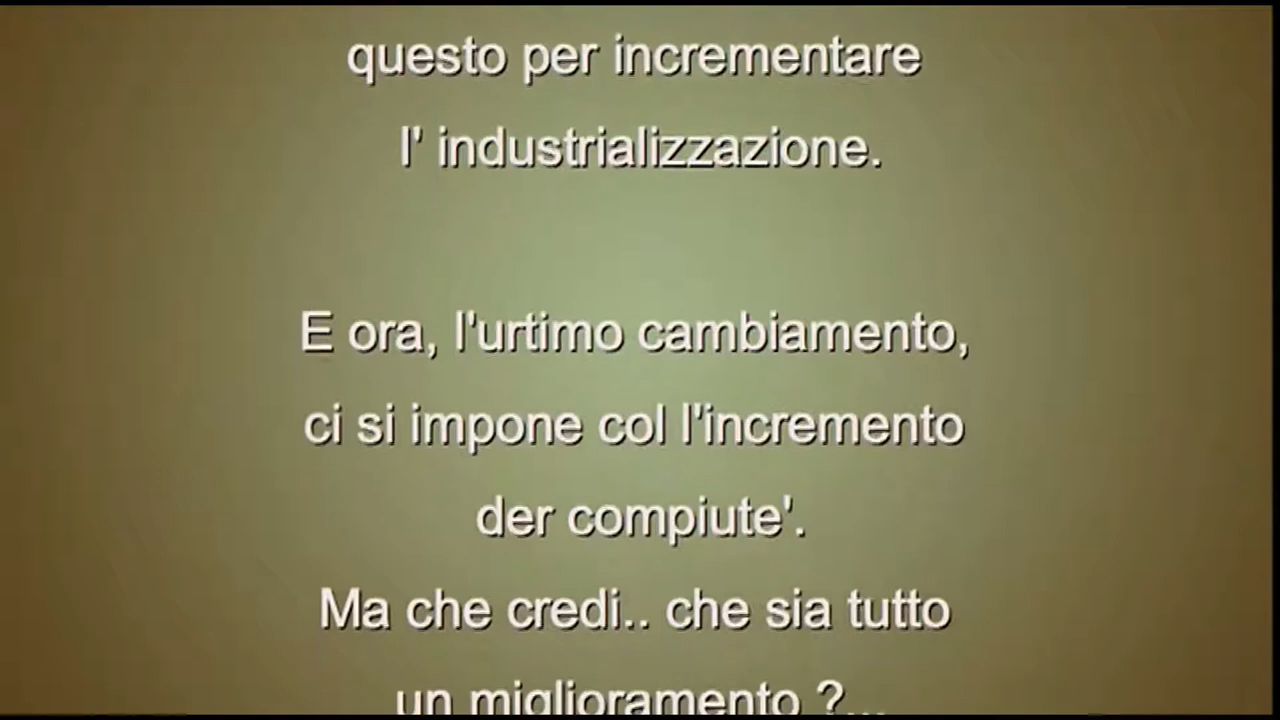 questo per incrementare
l' industrializzazione.
E ora, l'urtimo cambiamento,
ci si impone col l'incremento
der compiute'.
Ma che credi.. che sia tutto
un miglioramento ?...